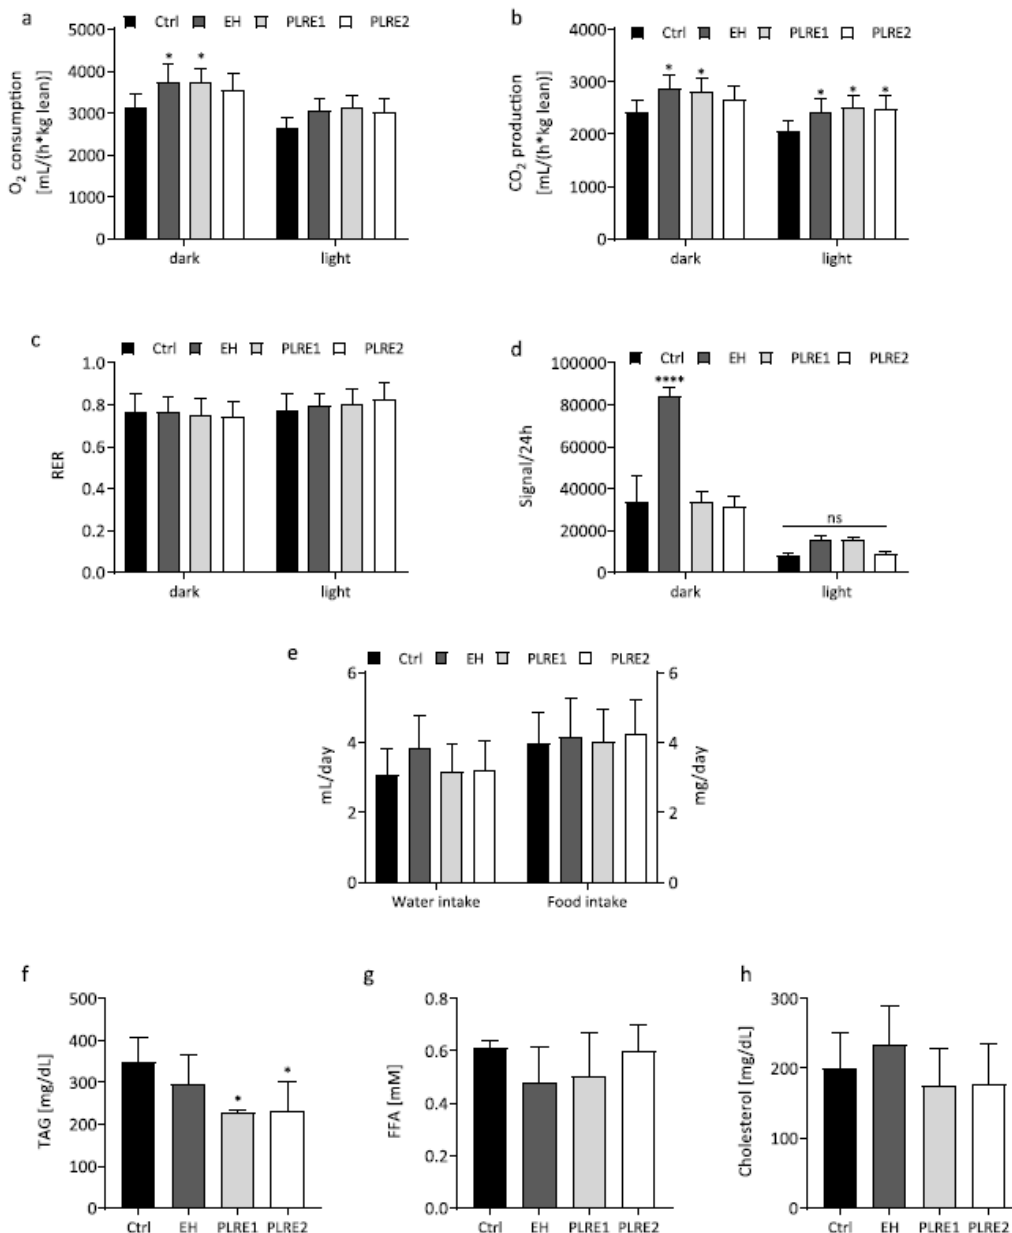 a
Ctrl EH PLRE1 PLRE2
5000
4000
3000
2000
1000
0
O2 consumption
[mL/(h*kg lean)]
* *
dark light
b
Ctrl EH PLRE1 PLRE2
4000
3000
2000
1000
0
CO2 production
[mL/(h*kg lean)]
* * * * *
dark light
c
Ctrl EH PLRE1 PLRE2
1.0
0.8
0.6
0.4
0.2
0.0
RER
dark light
d
Ctrl EH PLRE1 PLRE2
100000
80000
60000
40000
20000
0
Signal/24h
****
ns
dark light
e
Ctrl EH PLRE1 PLRE2
6
4
2
0
mL/day
6
4
2
0
mg/day
Water intake Food intake
f
500
400
300
200
100
0
TAG [mg/dL]
* *
Ctrl EH PLRE1 PLRE2
g
0.8
0.6
0.4
0.2
0.0
FFA [mM]
Ctrl EH PLRE1 PLRE2
h
300
200
100
0
Cholesterol [mg/dL]
Ctrl EH PLRE1 PLRE2